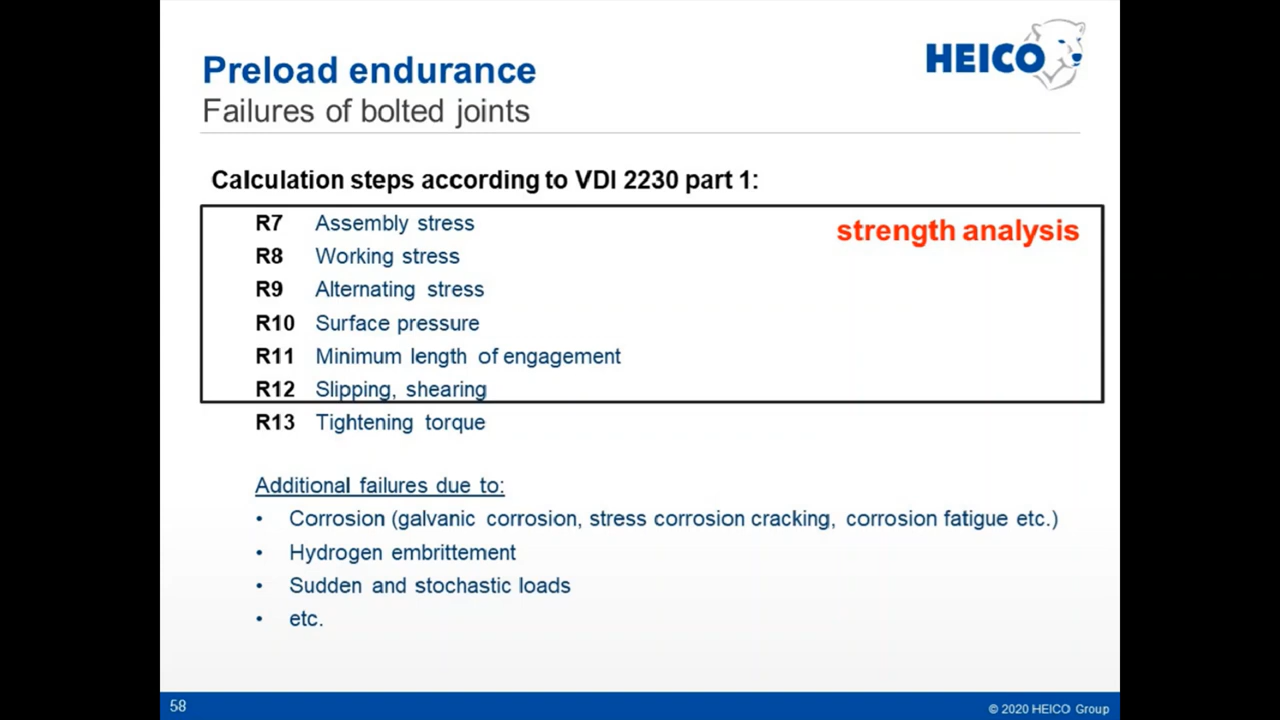 Preload endurance
HEICO
Failures of bolted joints
Calculation steps according to VDI 2230 part 1:
R7 Assembly stress
strength analysis
R8 Working stress
R9 Alternating stress
R10 Surface pressure
R11 Minimum length of engagement
R12 Slipping, shearing
R13 Tightening torque
Additional failures due to:
• Corrosion (galvanic corrosion, stress corrosion cracking, corrosion fatigue etc.)
• Hydrogen embrittement
• Sudden and stochastic loads
• etc.
58
© 2020 HEICO Group